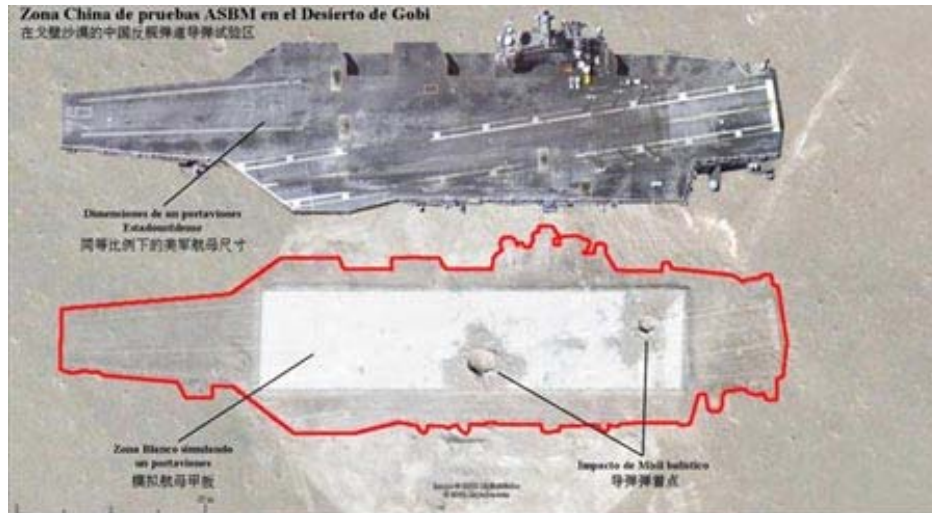 Zona China de pruebas ASBM en el Desierto de Gobi
在戈壁沙漠的中国反舰弹道导弹试验区
Dimensiones de un portaviones
Estadounidense
同等比例下的美军航母尺寸
Zona Blanco simulando
un portaviones
模拟航母甲板
Impacto de Misil balístico
导弹弹着点